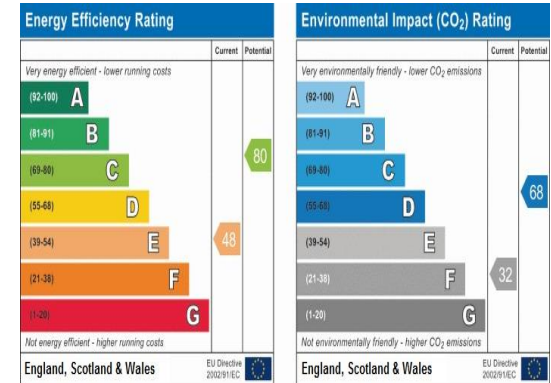 Energy Efficiency Rating
Current Potential
Very energy efficient - lower running costs
(92-100) A
(81-91) B
(69-80) C
80
(55-68) D
(39-54) E
48
(21-38) F
(1-20) G
Not energy efficient - higher running costs
England, Scotland & Wales
EU Directive
2002/91/EC
Environmental Impact (CO2) Rating
Current Potential
Very environmentally friendly - lower CO2 emissions
(92-100) A
(81-91) B
(69-80) C
(55-68) D
68
(39-54) E
(21-38) F
32
(1-20) G
Not environmentally friendly - higher CO2 emissions
England, Scotland & Wales
EU Directive
2002/91/EC